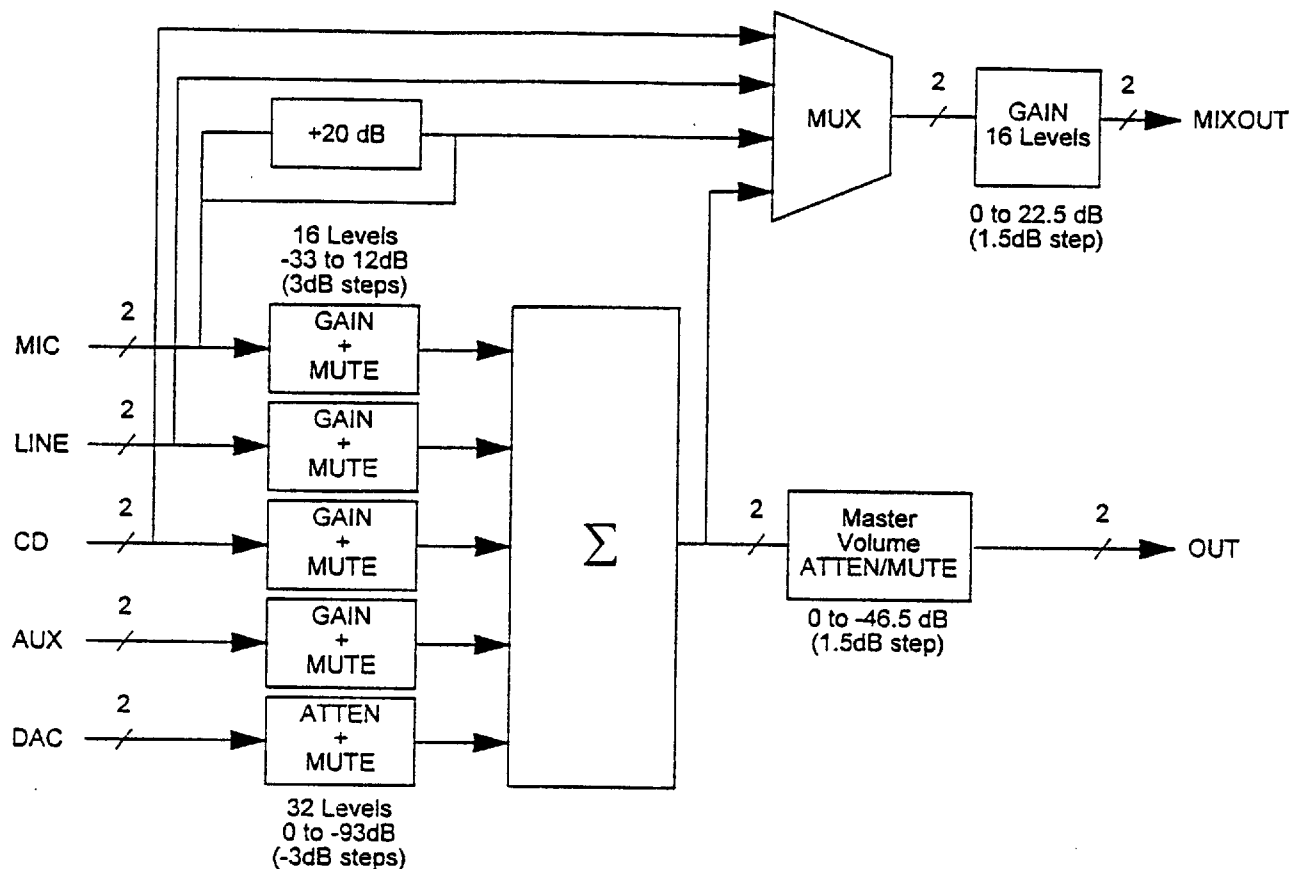 2
2
MUX
GAIN
16 Levels
MIXOUT
0 to 22.5 dB
(1.5dB step)
+20 dB
16 Levels
-33 to 12dB
(3dB steps)
MIC
2
GAIN
+
MUTE
LINE
2
GAIN
+
MUTE
CD
2
GAIN
+
MUTE
AUX
2
GAIN
+
MUTE
DAC
2
ATTEN
+
MUTE
32 Levels
0 to -93dB
(-3dB steps)
Σ
2
Master
Volume
ATTEN/MUTE
0 to -46.5 dB
(1.5dB step)
2
OUT